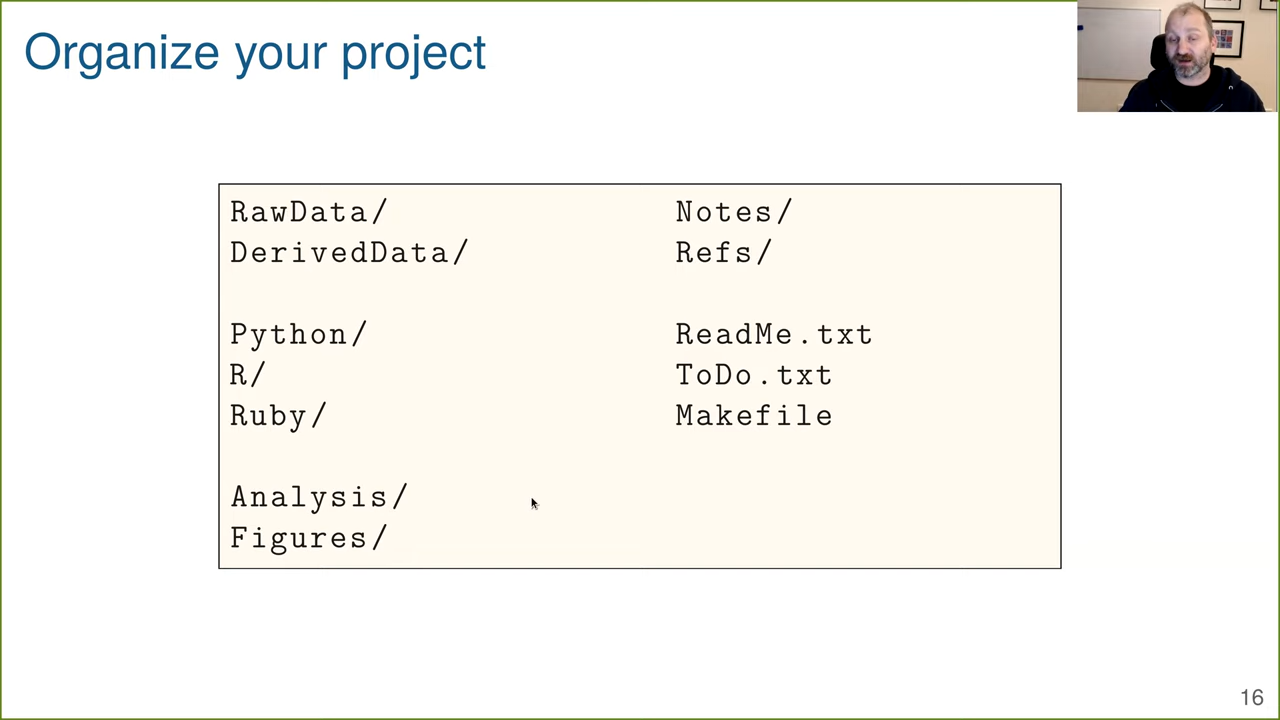 Organize your project
RawData/
DerivedData/
Python/
R/
Ruby/
Analysis/
Figures/
Notes/
Refs/
ReadMe.txt
ToDo.txt
Makefile
16